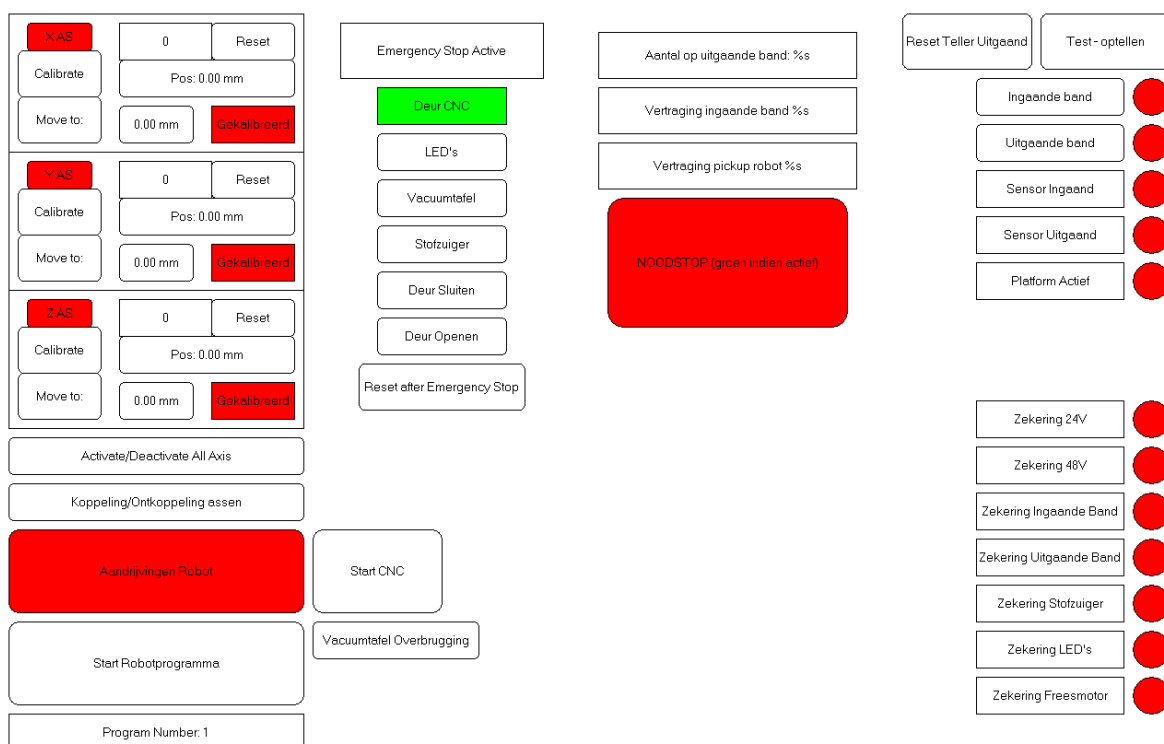 X AS
0
Reset
Calibrate
Pos: 0.00 mm
Move to:
0.00 mm
Gekalibreerd
Y AS
0
Reset
Calibrate
Pos: 0.00 mm
Move to:
0.00 mm
Gekalibreerd
Z AS
0
Reset
Calibrate
Pos: 0.00 mm
Move to:
0.00 mm
Gekalibreerd
Activate/Deactivate All Axis
Koppeling/Ontkoppeling assen
Aandrijvingen Robot
Start Robotprogramma
Program Number: 1
Emergency Stop Active
Deur CNC
LED's
Vacuumtafel
Stofzuiger
Deur Sluiten
Deur Openen
Reset after Emergency Stop
Start CNC
Vacuumtafel Overbrugging
Aantal op uitgaande band: %s
Vertraging ingaande band %s
Vertraging pickup robot %s
NOODSTOP (groen indien actief)
Reset Teller Uitgaand
Test - optellen
Ingaande band
Uitgaande band
Sensor Ingaand
Sensor Uitgaand
Platform Actief
Zekering 24V
Zekering 48V
Zekering Ingaande Band
Zekering Uitgaande Band
Zekering Stofzuiger
Zekering LED's
Zekering Freesmotor